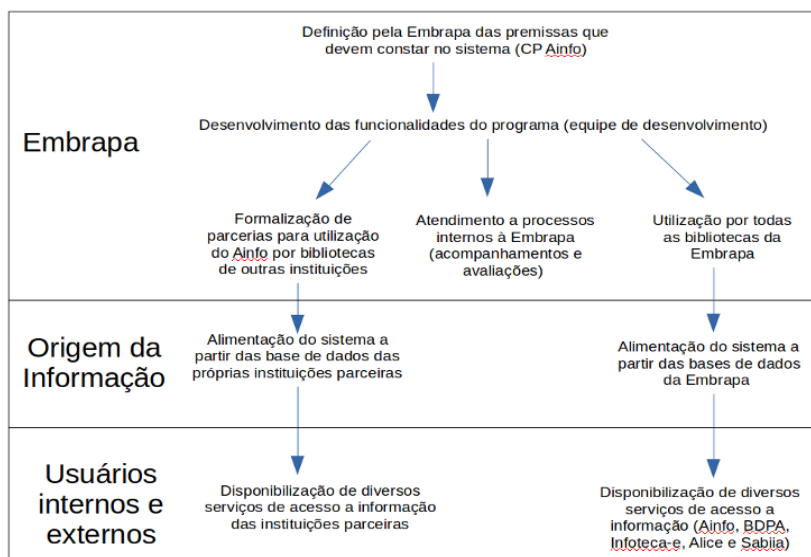 Definição pela Embrapa das premissas que
devem constar no sistema (CP Ainfo)
Embrapa
Desenvolvimento das funcionalidades do programa (equipe de desenvolvimento)
Formalização de
parcerias para utilização
do Ainfo por bibliotecas
de outras instituições
Atendimento a processos
internos à Embrapa
(acompanhamentos e
avaliações)
Utilização por todas
as bibliotecas da
Embrapa
Origem da
Informação
Alimentação do sistema a
partir das base de dados das
próprias instituições parceiras
Alimentação do sistema a
partir das bases de dados
da Embrapa
Usuários
internos e
externos
Disponibilização de diversos
serviços de acesso a informação
das instituições parceiras
Disponibilização de diversos
serviços de acesso a
informação (Ainfo, BDPA,
Infoteca-e, Alice e Sabiia)